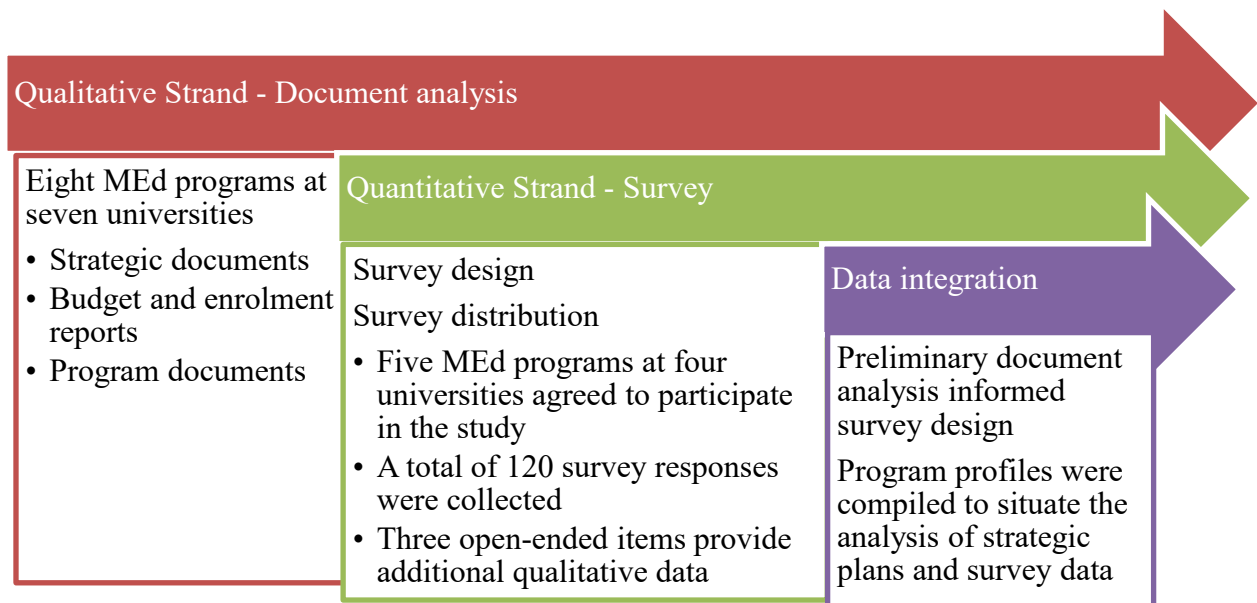 Qualitative Strand - Document analysis
Eight MEd programs at
seven universities
• Strategic documents
• Budget and enrolment
reports
• Program documents
Quantitative Strand - Survey
Survey design
Survey distribution
• Five MEd programs at four
universities agreed to participate
in the study
• A total of 120 survey responses
were collected
• Three open-ended items provide
additional qualitative data
Data integration
Preliminary document
analysis informed
survey design
Program profiles were
compiled to situate the
analysis of strategic
plans and survey data